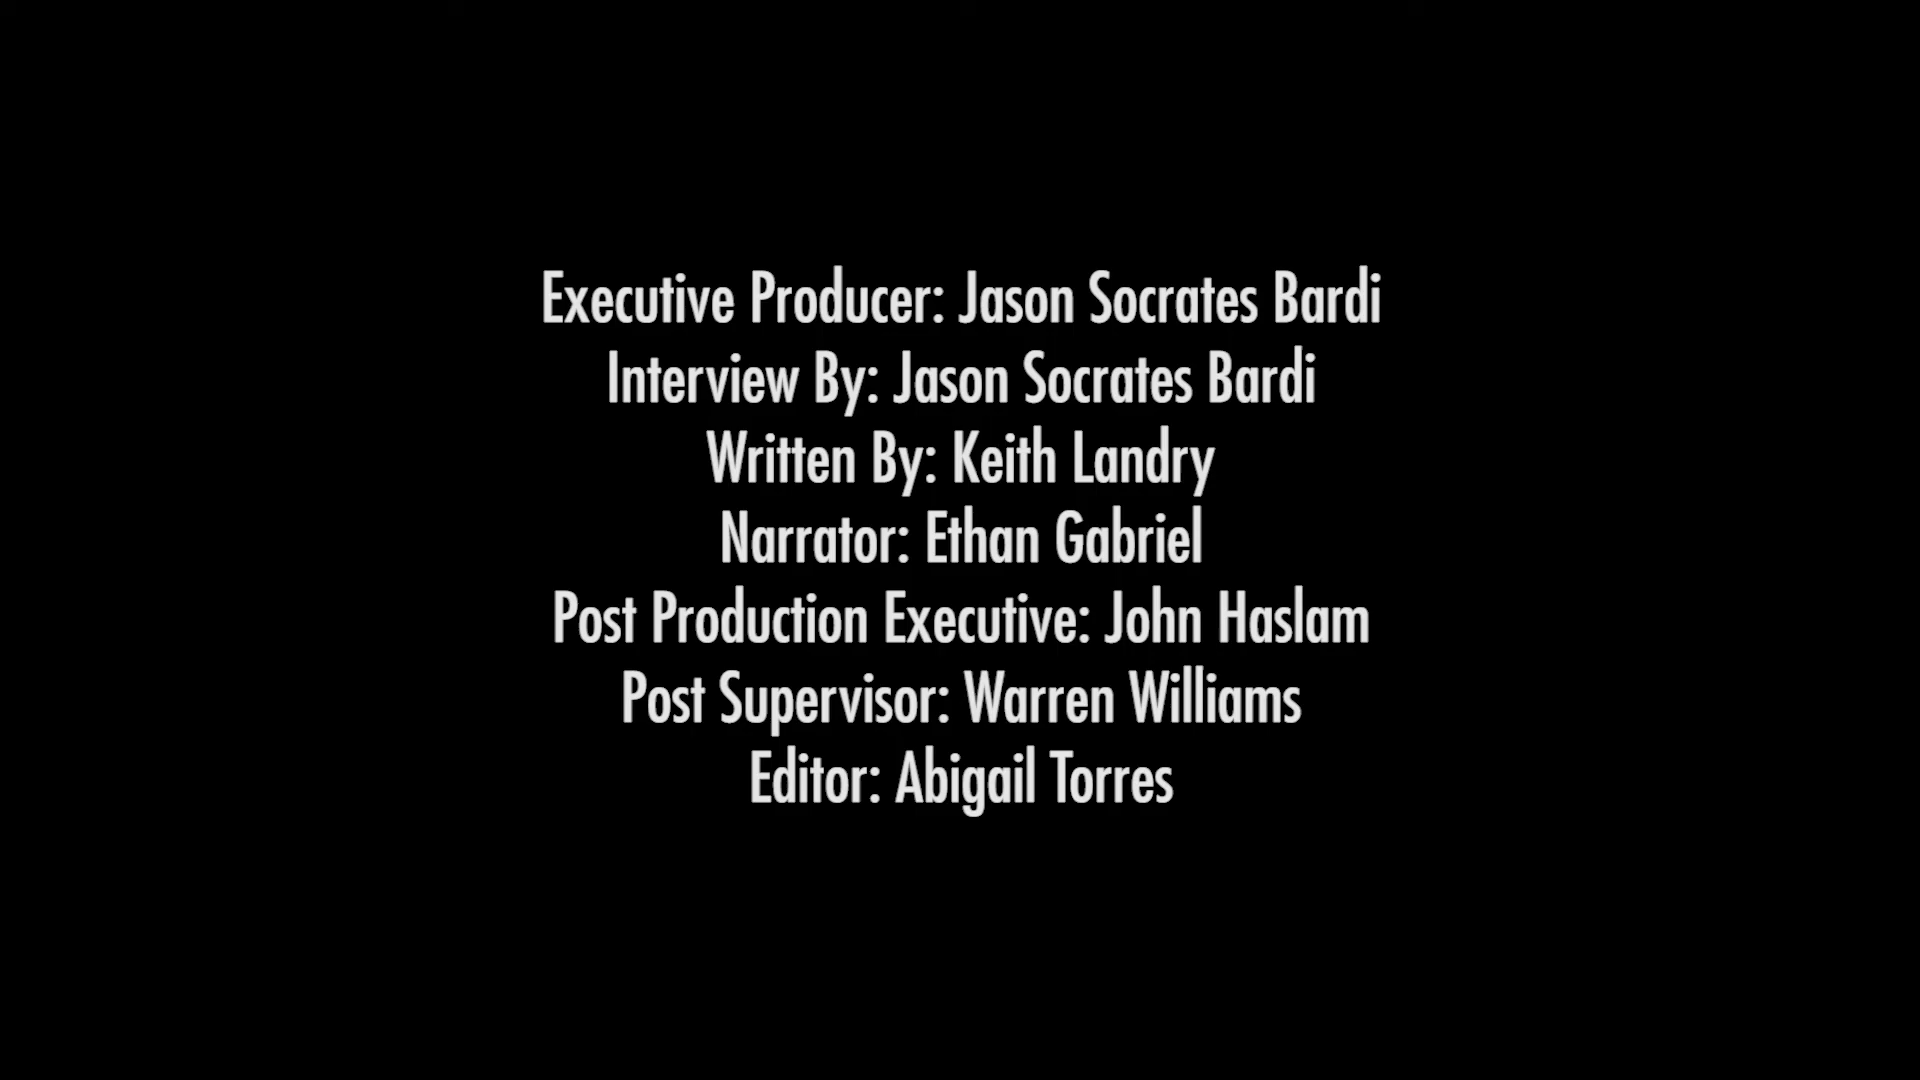 Executive Producer: Jason Socrates Bardi
Interview By: Jason Socrates Bardi
Written By: Keith Landry
Narrator: Ethan Gabriel
Post Production Executive: John Haslam
Post Supervisor: Warren Williams
Editor: Abigail Torres